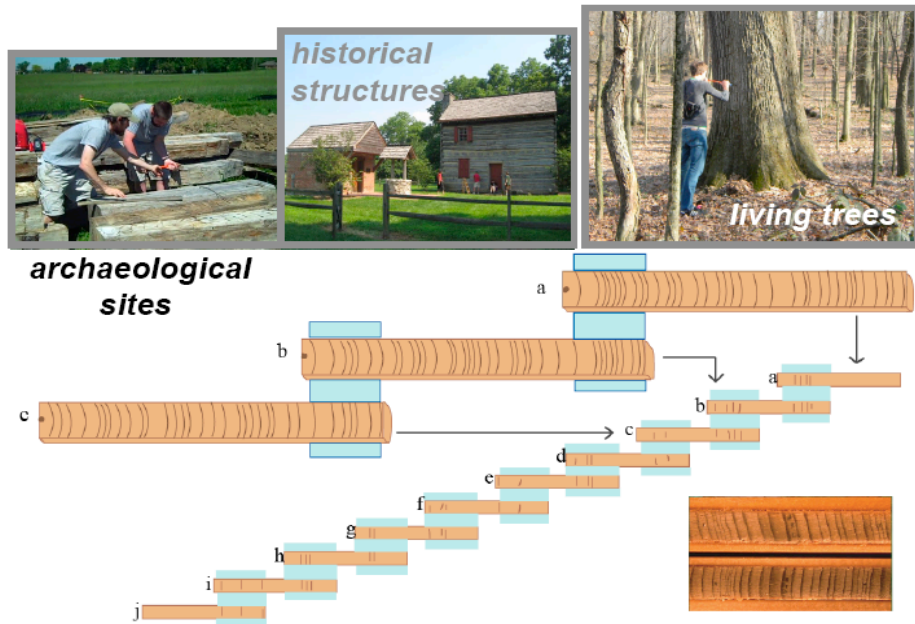 historical
structures
living trees
archaeological
sites
a
b
c
a
b
c
d
e
f
g
h
i
j